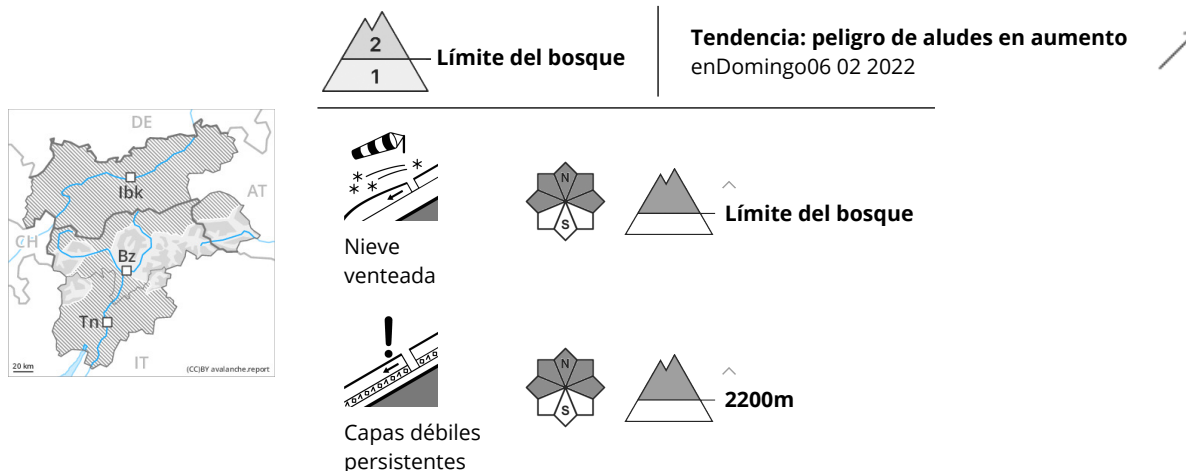 2
1
Límite del bosque
Tendencia: peligro de aludes en aumento
enDomingo06 02 2022
DE
Ibk
AT
CH
Bz
Tn
IT
20 km
(CC)BY avalanche.report
Nieve
venteada
N
S
Límite del bosque
Capas débiles
persistentes
N
S
2200m